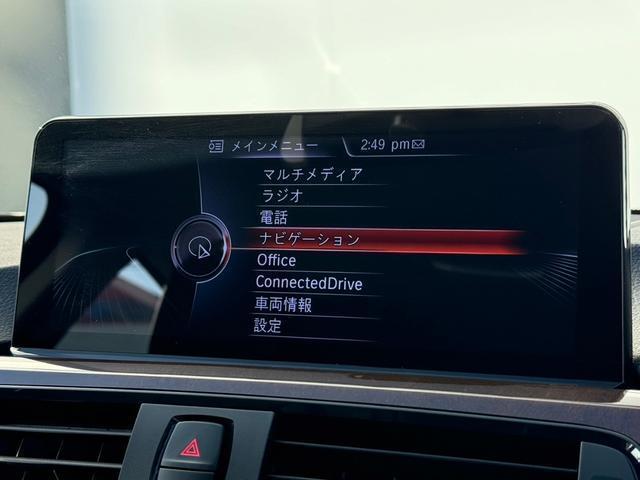 メインメニュー 2:49 pm
マルチメディア
ラジオ
電話
ナビゲーション
Office
ConnectedDrive
車両情報
設定